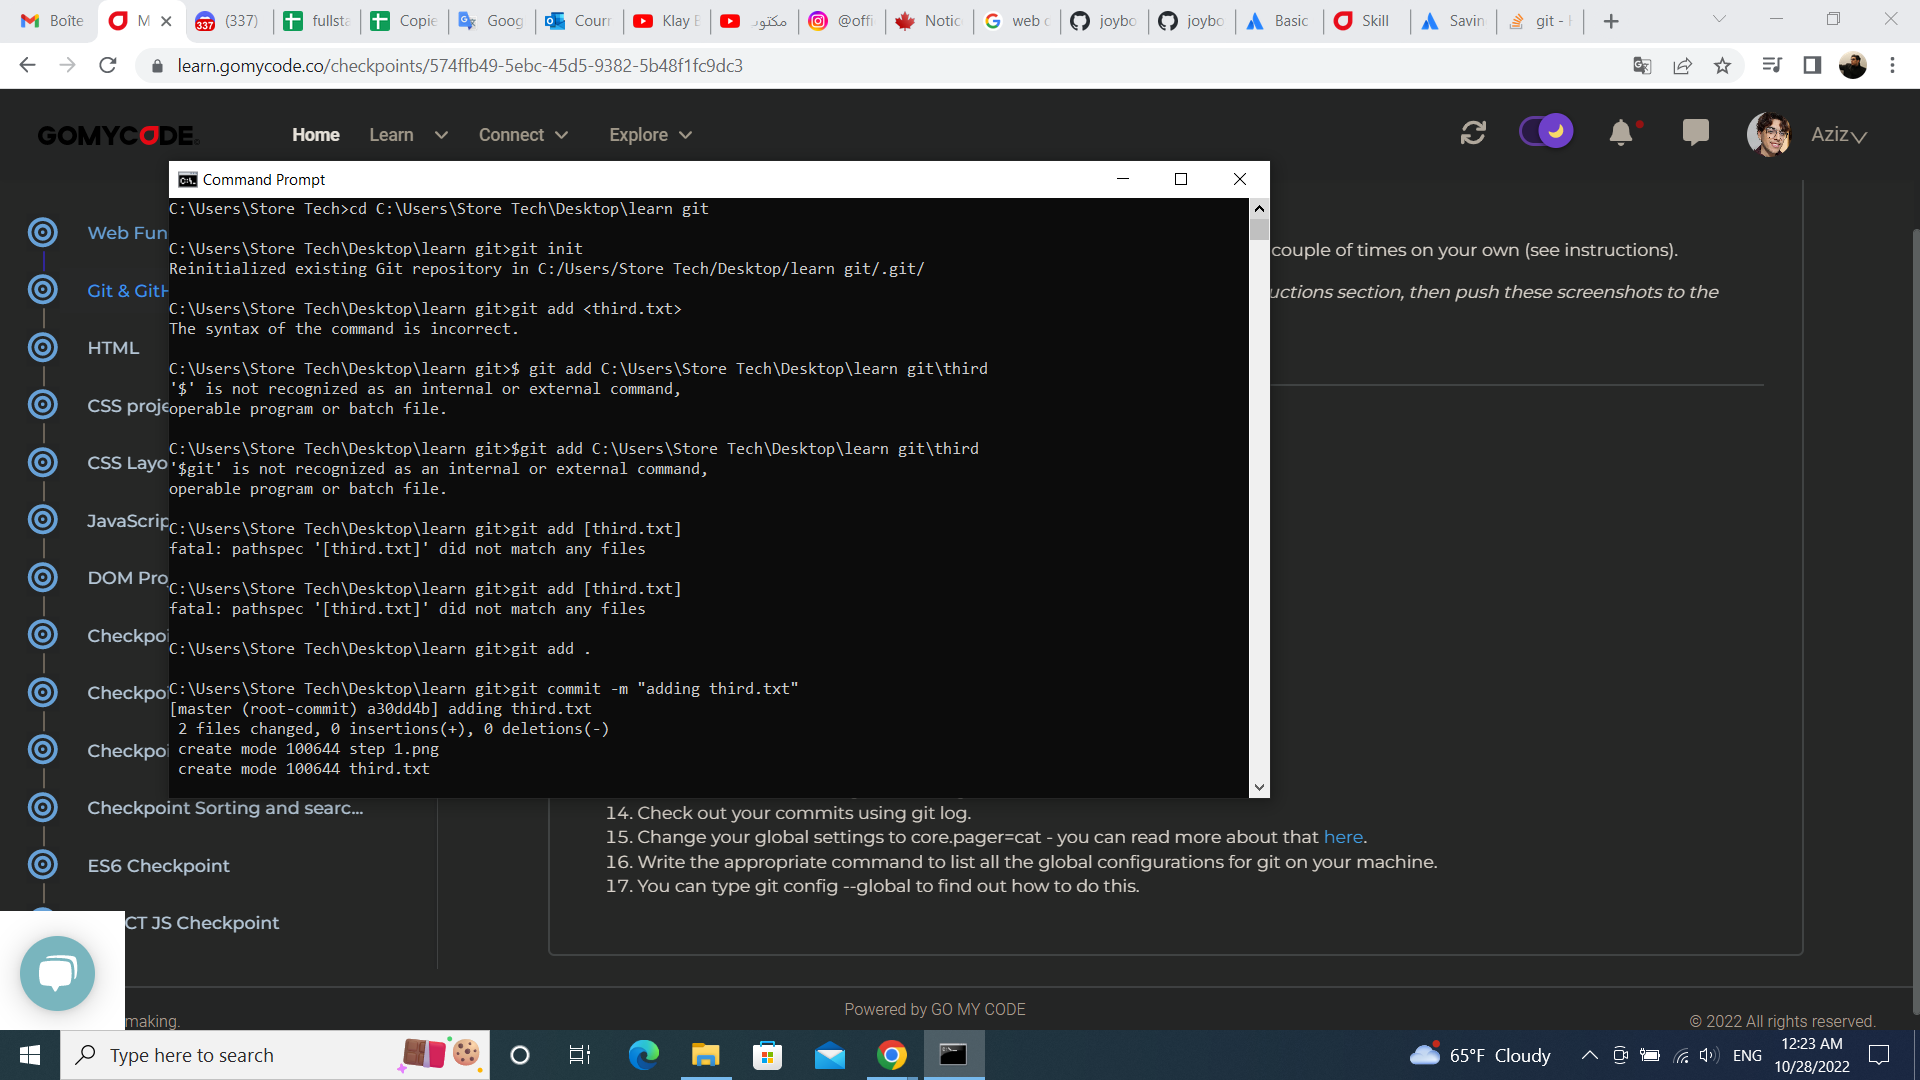 Boîte
M
(337)
337
fullsta
Copie
Goog
Courr
Klay
مكتوب
@offi
Notic
web
joybo
joybo
Basic
Skill
Savin
git -
learn.gomycode.co/checkpoints/574ffb49-5ebc-45d5-9382-5b48f1fc9dc3
GOMYCODE
Home
Learn
Connect
Explore
Aziz
Command Prompt
C:\Users\Store Tech>cd C:\Users\Store Tech\Desktop\learn git
C:\Users\Store Tech\Desktop\learn git>git init
Reinitialized existing Git repository in C:/Users/Store Tech/Desktop/learn git/.git/
C:\Users\Store Tech\Desktop\learn git>git add <third.txt>
The syntax of the command is incorrect.
C:\Users\Store Tech\Desktop\learn git>$ git add C:\Users\Store Tech\Desktop\learn git\third
'$' is not recognized as an internal or external command,
operable program or batch file.
C:\Users\Store Tech\Desktop\learn git>$git add C:\Users\Store Tech\Desktop\learn git\third
'$git' is not recognized as an internal or external command,
operable program or batch file.
C:\Users\Store Tech\Desktop\learn git>git add [third.txt]
fatal: pathspec '[third.txt]' did not match any files
C:\Users\Store Tech\Desktop\learn git>git add [third.txt]
fatal: pathspec '[third.txt]' did not match any files
C:\Users\Store Tech\Desktop\learn git>git add .
C:\Users\Store Tech\Desktop\learn git>git commit -m "adding third.txt"
[master (root-commit) a30dd4b] adding third.txt
2 files changed, 0 insertions(+), 0 deletions(-)
create mode 100644 step 1.png
create mode 100644 third.txt
Web Fun
Git & GitH
HTML
CSS proje
CSS Layo
JavaScrip
DOM Pro
Checkpoi
Checkpoi
Checkpoi
Checkpoint Sorting and searc...
ES6 Checkpoint
CT JS Checkpoint
couple of times on your own (see instructions).
uctions section, then push these screenshots to the
14. Check out your commits using git log.
15. Change your global settings to core.pager=cat - you can read more about that here.
16. Write the appropriate command to list all the global configurations for git on your machine.
17. You can type git config --global to find out how to do this.
Powered by GO MY CODE
making.
© 2022 All rights reserved.
Type here to search
65°F Cloudy
ENG
12:23 AM
10/28/2022